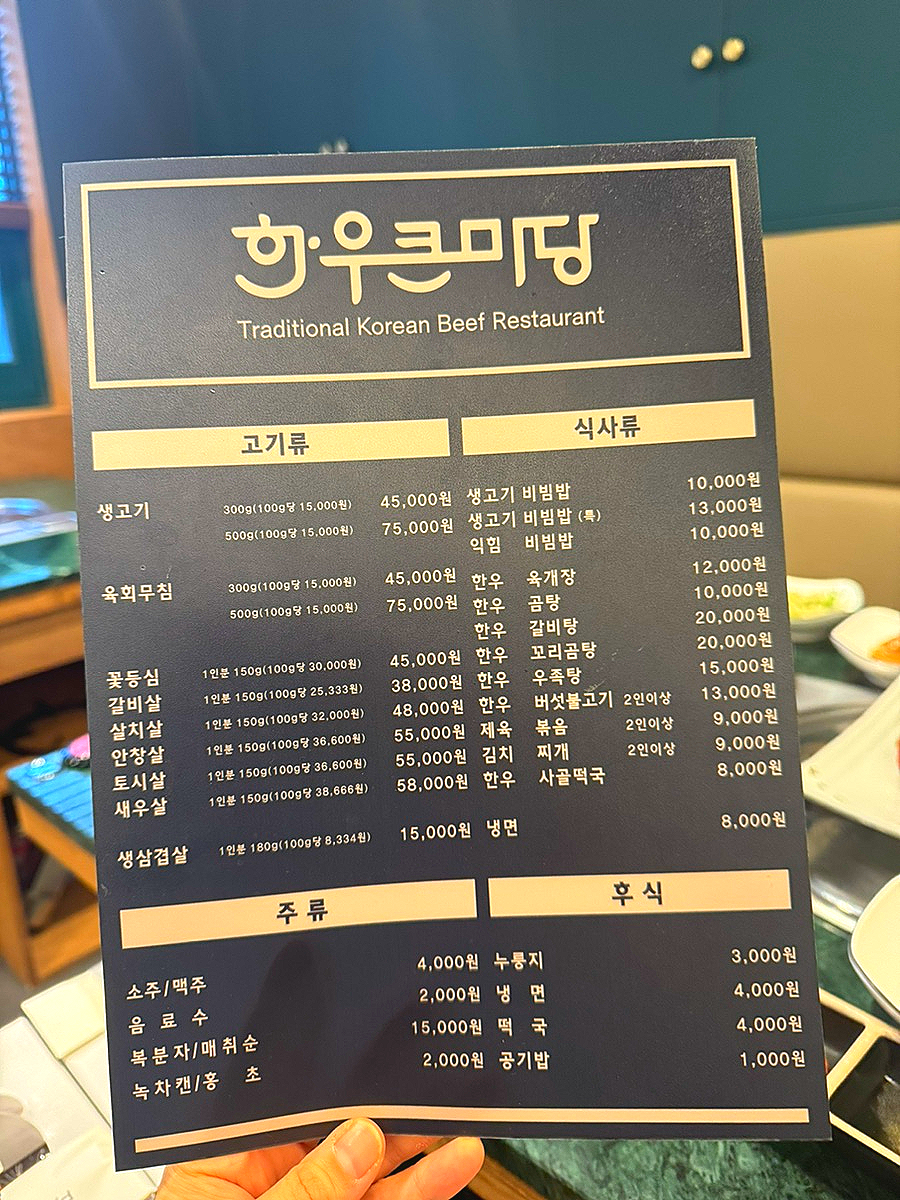 한우큰마당
Traditional Korean Beef Restaurant
고기류
생고기 300g(100g당 15,000원) 45,000원
500g(100g당 15,000원) 75,000원
육회무침 300g(100g당 15,000원) 45,000원
500g(100g당 15,000원) 75,000원
꽃등심 1인분 150g(100g당 30,000원) 45,000원
갈비살 1인분 150g(100g당 25,333원) 38,000원
살치살 1인분 150g(100g당 32,000원) 48,000원
안창살 1인분 150g(100g당 36,600원) 55,000원
토시살 1인분 150g(100g당 36,600원) 55,000원
새우살 1인분 150g(100g당 38,666원) 58,000원
생삼겹살 1인분 180g(100g당 8,334원) 15,000원
식사류
생고기 비빔밥 10,000원
생고기 비빔밥 (특) 13,000원
익힘 비빔밥 10,000원
한우 육개장 12,000원
한우 곰탕 10,000원
한우 갈비탕 20,000원
한우 꼬리곰탕 20,000원
한우 우족탕 15,000원
한우 버섯불고기 2인이상 13,000원
제육 볶음 2인이상 9,000원
김치 찌개 2인이상 9,000원
한우 사골떡국 8,000원
냉면 8,000원
주 류
소주/맥주 4,000원
음 료 수 2,000원
복분자/매취순 15,000원
녹차캔/홍 초 2,000원
후 식
누룽지 3,000원
냉 면 4,000원
떡 국 4,000원
공기밥 1,000원